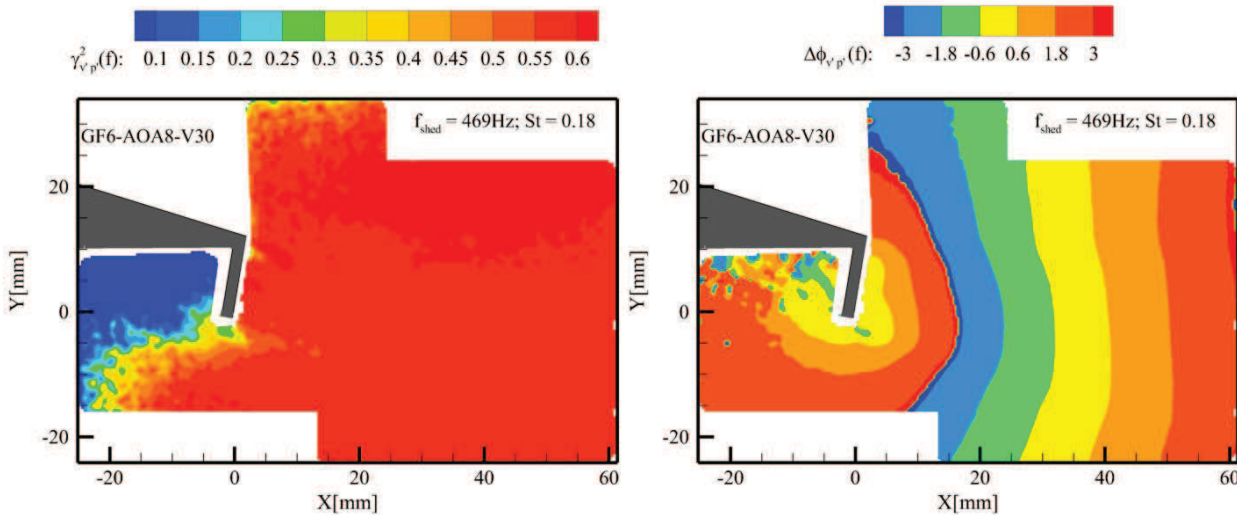 γ²v'p'(f): 0.1 0.15 0.2 0.25 0.3 0.35 0.4 0.45 0.5 0.55 0.6
GF6-AOA8-V30
f_shed = 469Hz; St = 0.18
20
0
-20
Y[mm]
-20 0 20 40 60
X[mm]
Δϕv'p'(f): -3 -1.8 -0.6 0.6 1.8 3
GF6-AOA8-V30
f_shed = 469Hz; St = 0.18
20
0
-20
Y[mm]
-20 0 20 40 60
X[mm]